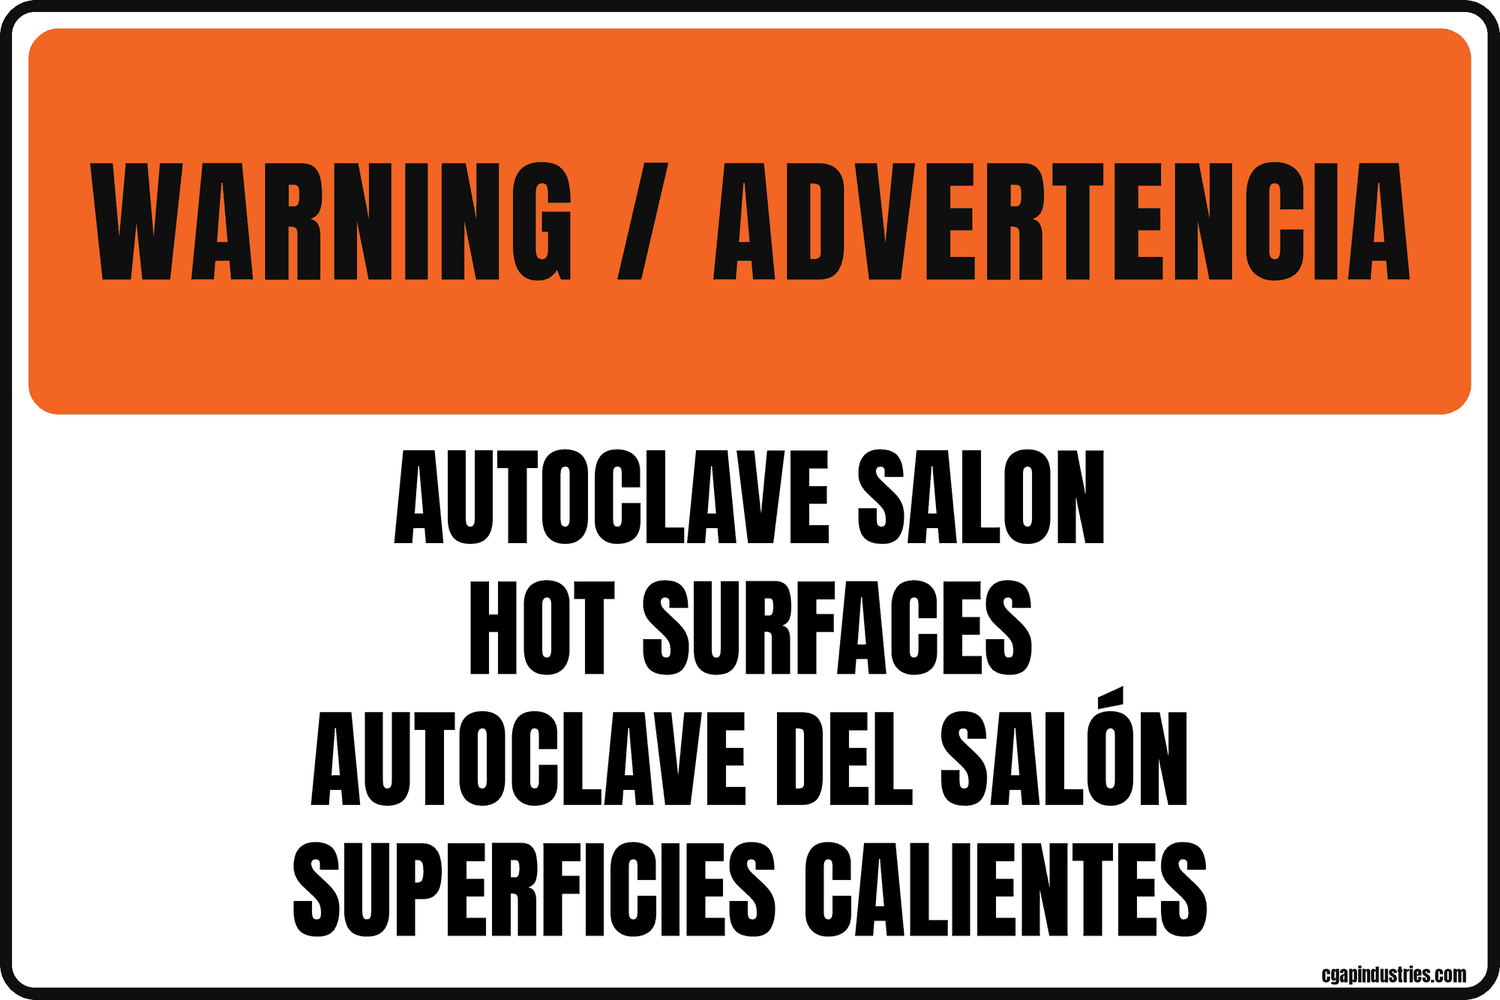 WARNING / ADVERTENCIA
AUTOCLAVE SALON
HOT SURFACES
AUTOCLAVE DEL SALÓN
SUPERFICIES CALIENTES
cgapindustries.com